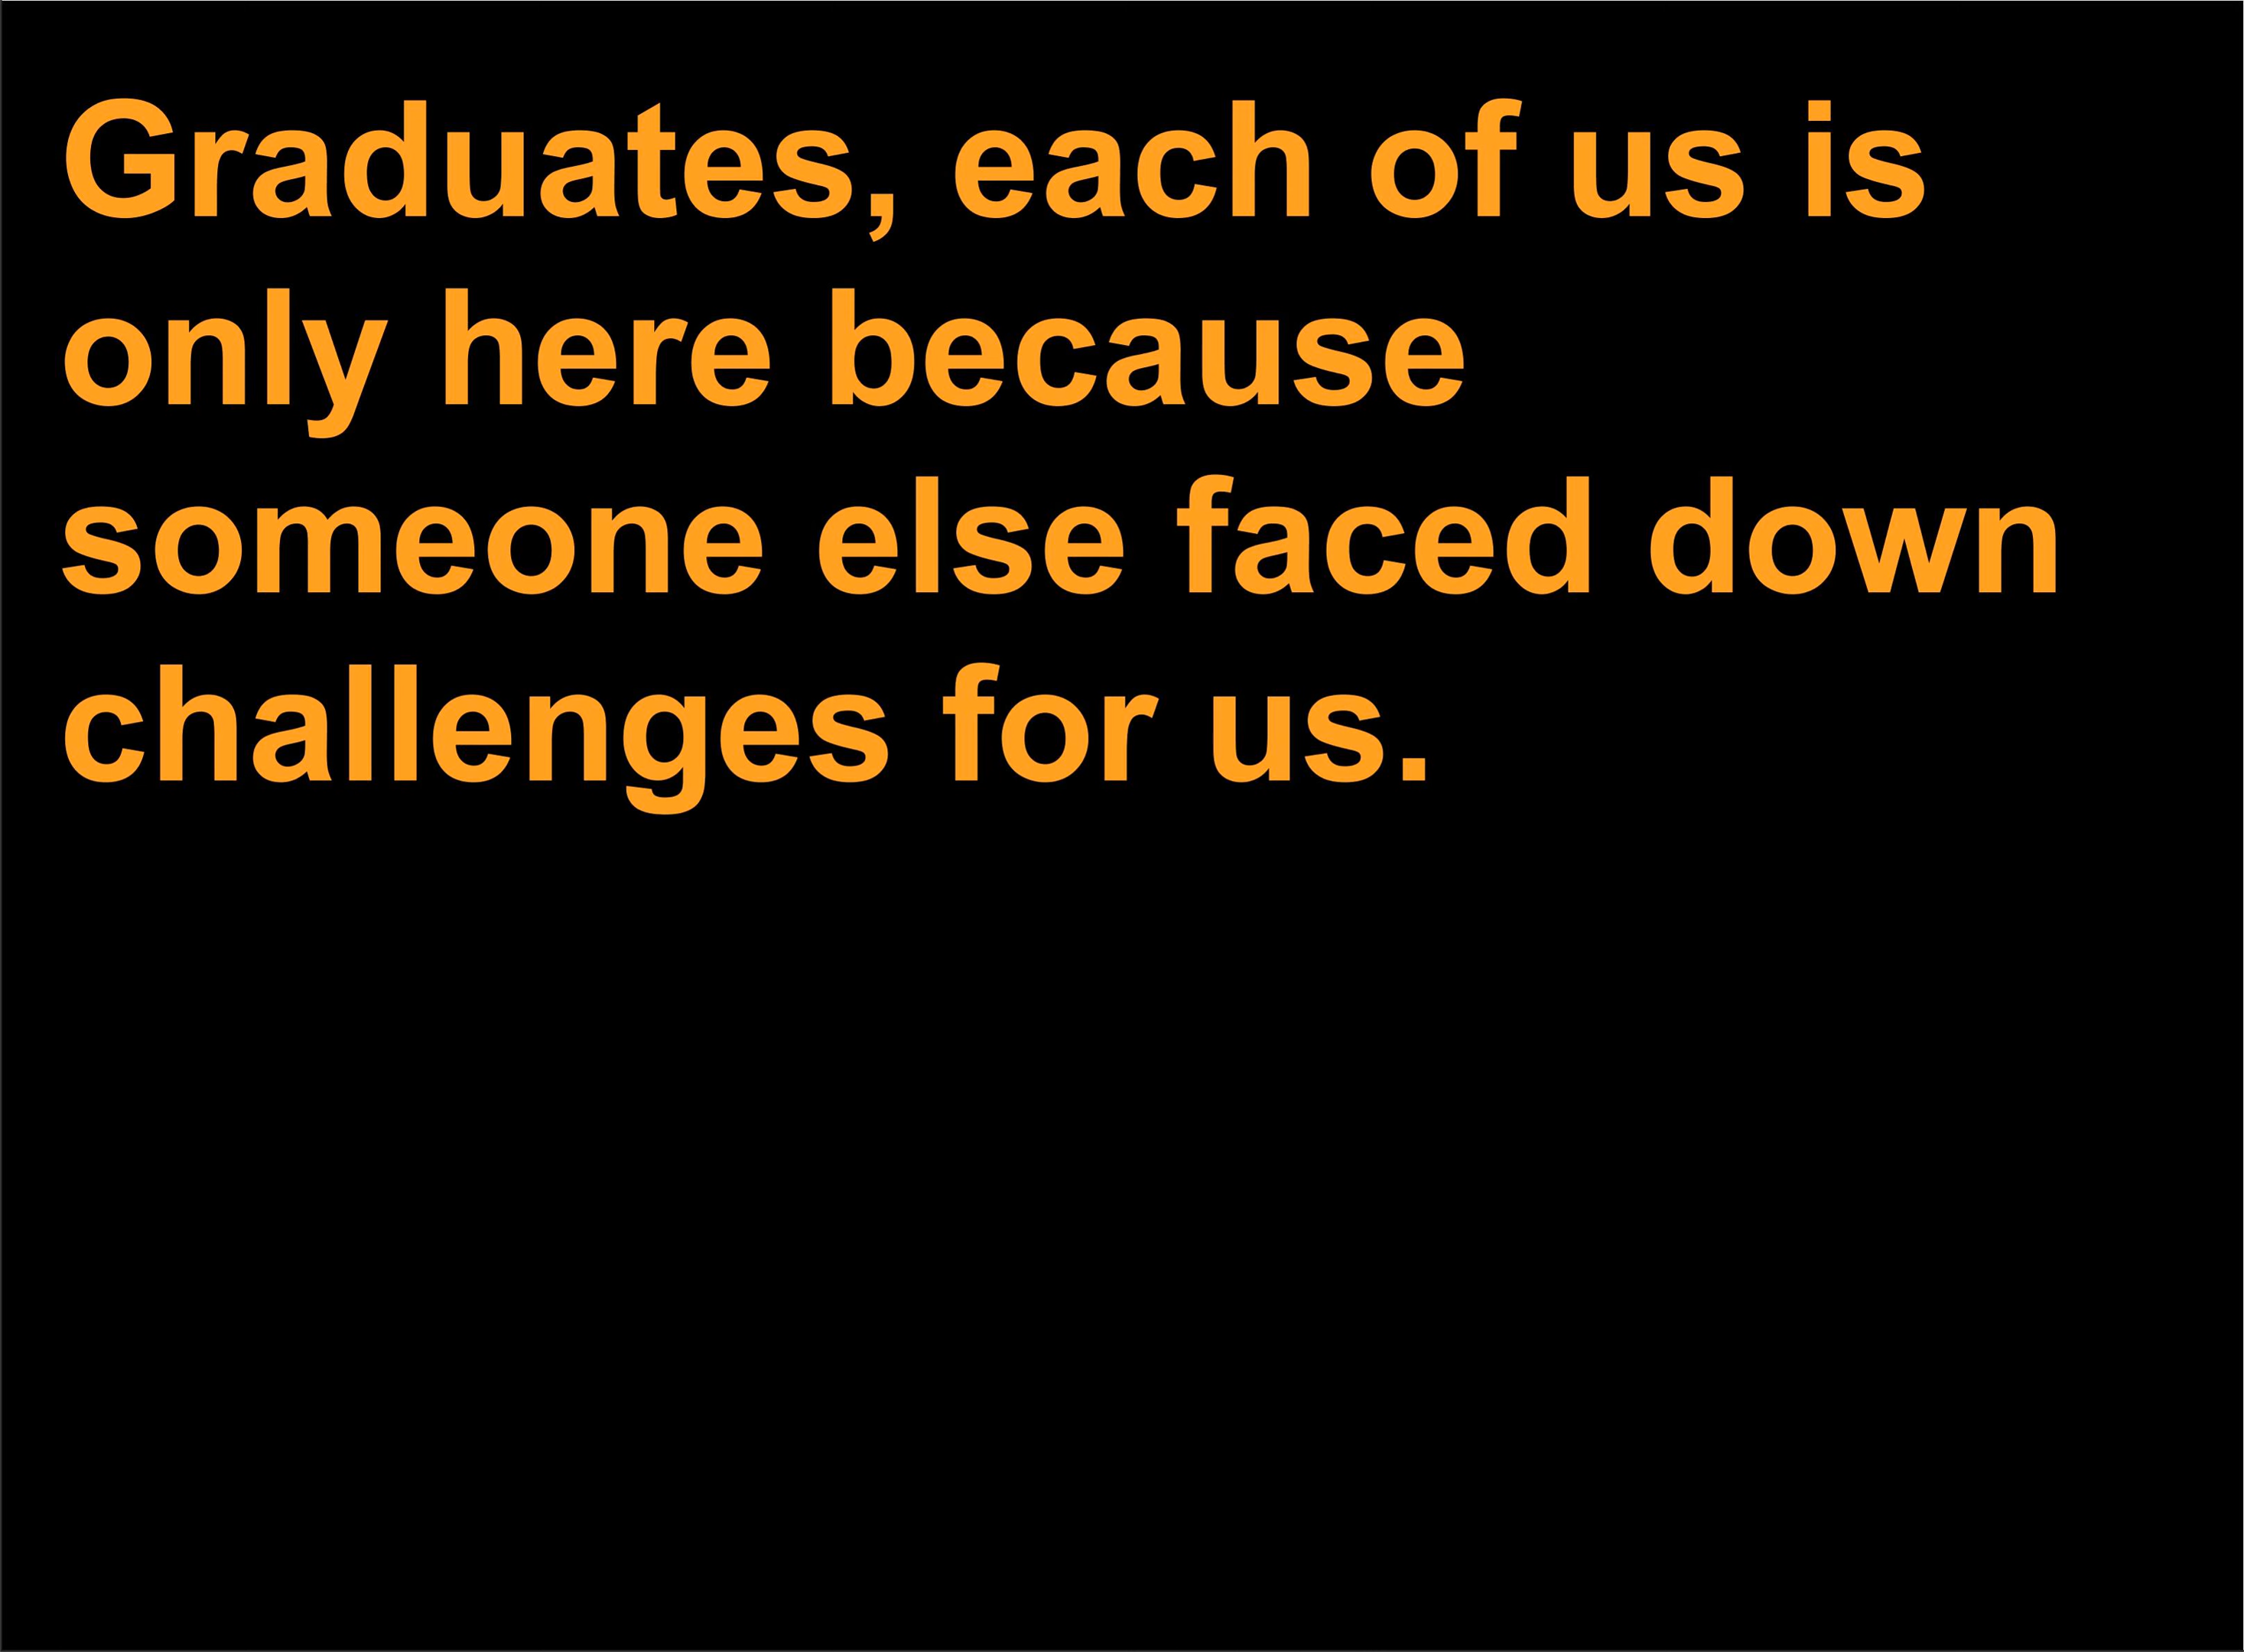 Graduates, each of us is
only here because
someone else faced down
challenges for us.